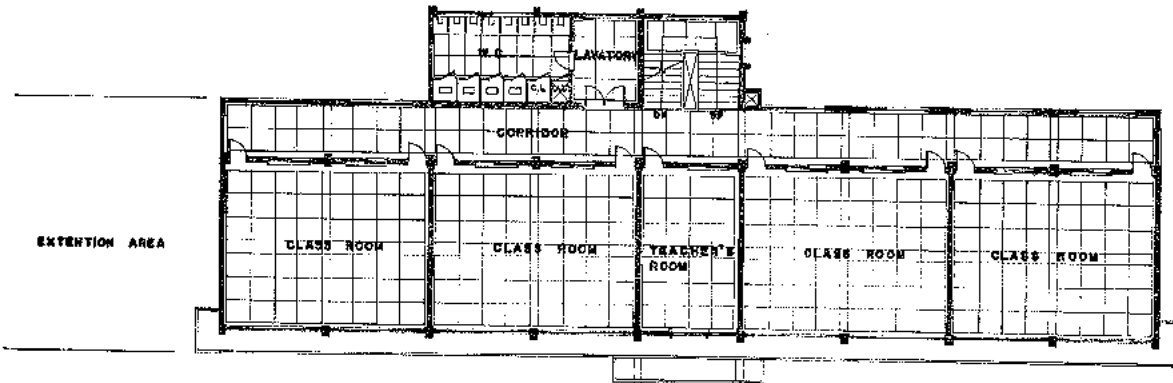 W.C
LAVATORY
DN
UP
CORRIDOR
EXTENTION AREA
CLASS ROOM
CLASS ROOM
TEACHER'S
ROOM
CLASS ROOM
CLASS ROOM